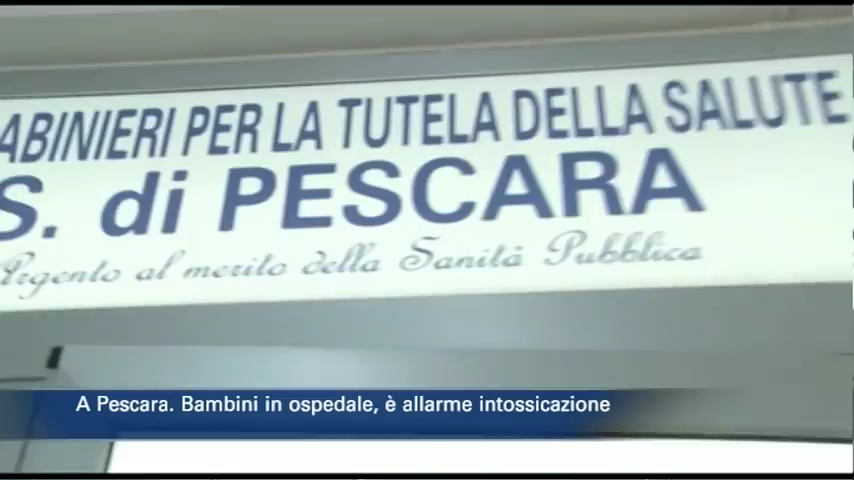 ABINIERI PER LA TUTELA DELLA SALUTE
S. di PESCARA
Argento al merito della Sanità Pubblica
A Pescara. Bambini in ospedale, è allarme intossicazione